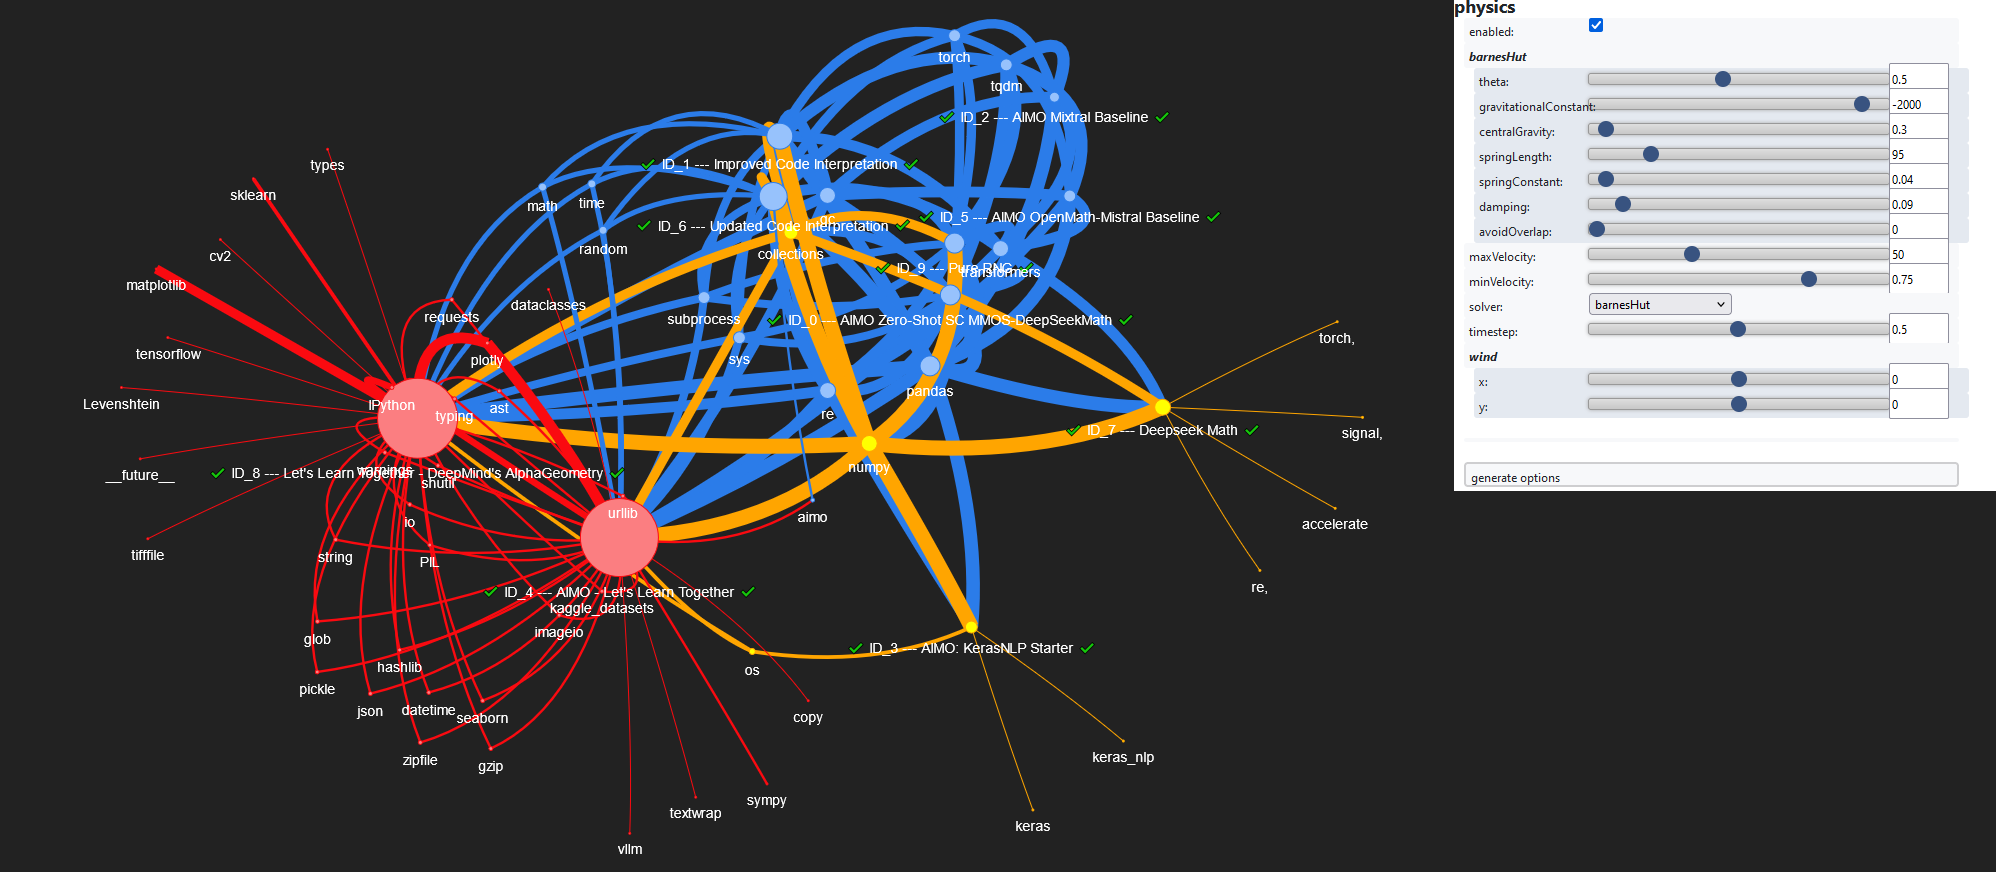 physics
enabled:
barnesHut
theta:
0.5
gravitationalConstant:
-2000
centralGravity:
0.3
springLength:
95
springConstant:
0.04
damping:
0.09
avoidOverlap:
0
maxVelocity:
50
minVelocity:
0.75
solver:
barnesHut
timestep:
0.5
wind
x:
0
y:
0
generate options
torch
tqdm
ID_2 --- AIMO Mixtral Baseline
ID_1 --- Improved Code Interpretation
types
sklearn
math
time
gc
ID_5 --- AIMO OpenMath-Mistral Baseline
ID_6 --- Updated Code Interpretation
random
collections
cv2
ID_9 --- Pure RNG
transformers
matplotlib
dataclasses
requests
subprocess
ID_0 --- AIMO Zero-Shot SC MMOS-DeepSeekMath
torch,
tensorflow
plotly
sys
pandas
Levenshtein
IPython
typing
ast
re
ID_7 --- Deepseek Math
signal,
__future__
ID_8 --- Let's Learn Together - DeepMind's AlphaGeometry
warnings
shutil
numpy
io
urllib
aimo
accelerate
tifffile
string
PIL
re,
ID_4 --- AIMO - Let's Learn Together
kaggle_datasets
imageio
glob
ID_3 --- AIMO: KerasNLP Starter
hashlib
os
pickle
json
datetime
seaborn
copy
zipfile
gzip
keras_nlp
sympy
textwrap
keras
vllm